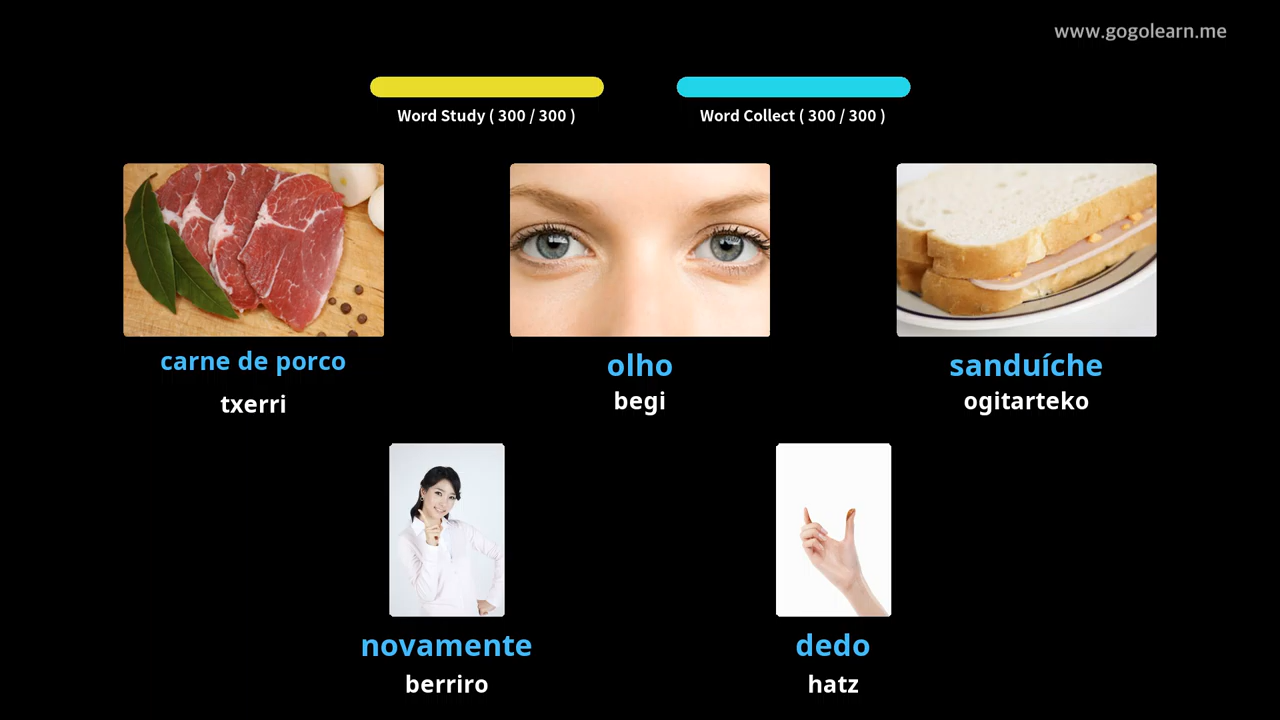 www.gogolearn.me
Word Study ( 300 / 300 )
Word Collect ( 300 / 300 )
carne de porco
txerri
olho
begi
sanduíche
ogitarteko
novamente
berriro
dedo
hatz